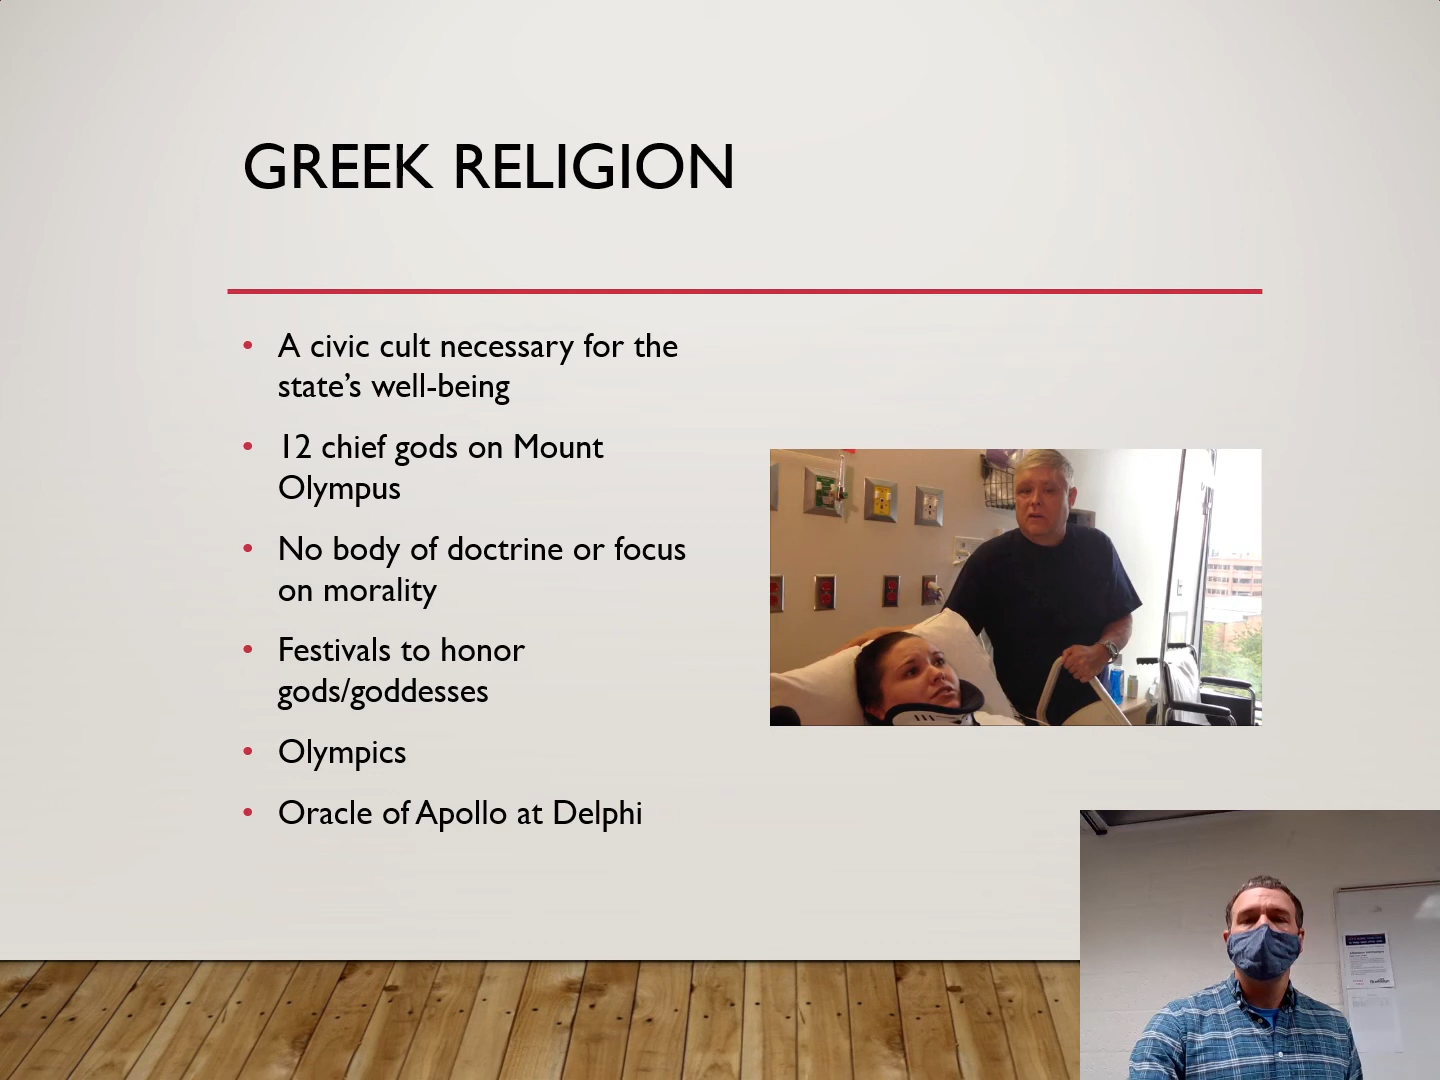 GREEK RELIGION
• A civic cult necessary for the
state’s well-being
• 12 chief gods on Mount
Olympus
• No body of doctrine or focus
on morality
• Festivals to honor
gods/goddesses
• Olympics
• Oracle of Apollo at Delphi